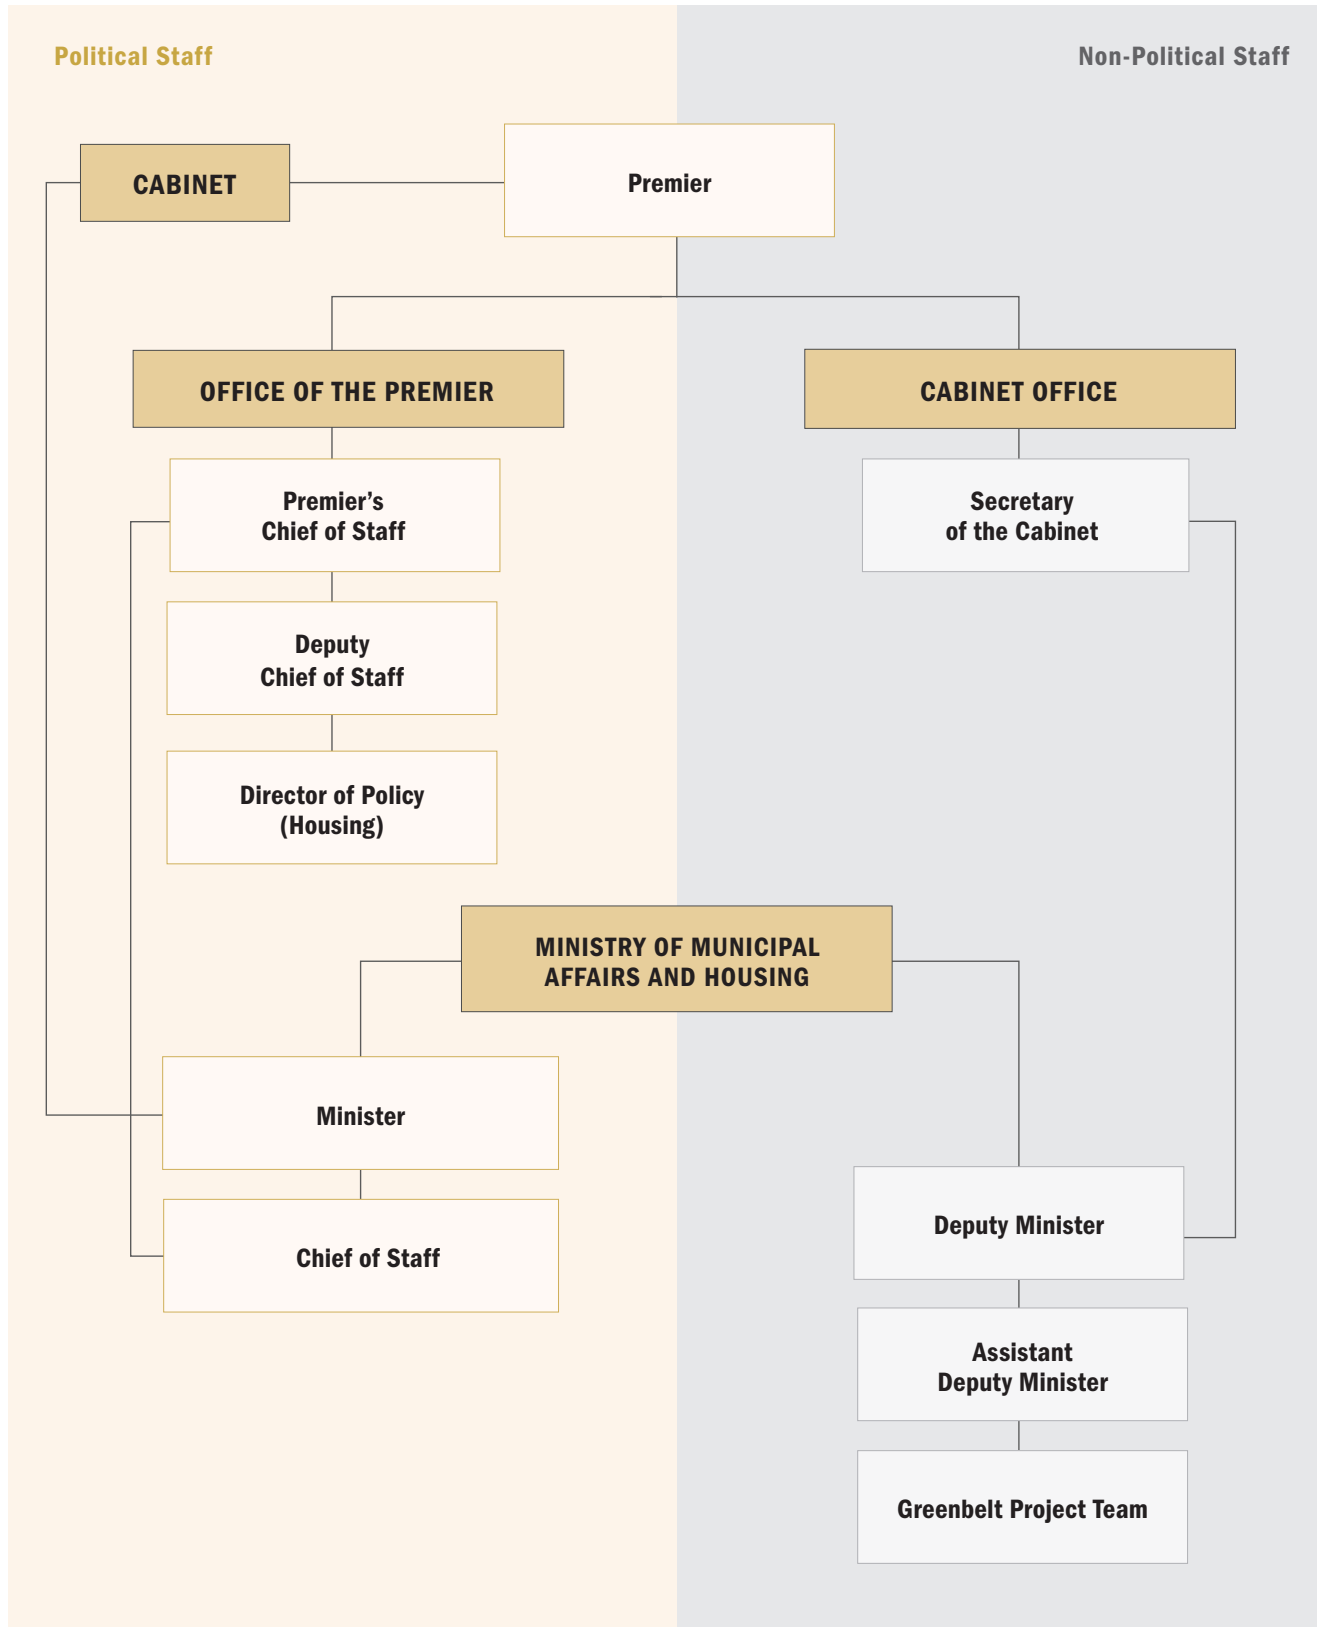 Political Staff
Non-Political Staff
CABINET
Premier
OFFICE OF THE PREMIER
CABINET OFFICE
Premier’s
Chief of Staff
Secretary
of the Cabinet
Deputy
Chief of Staff
Director of Policy
(Housing)
MINISTRY OF MUNICIPAL
AFFAIRS AND HOUSING
Minister
Chief of Staff
Deputy Minister
Assistant
Deputy Minister
Greenbelt Project Team